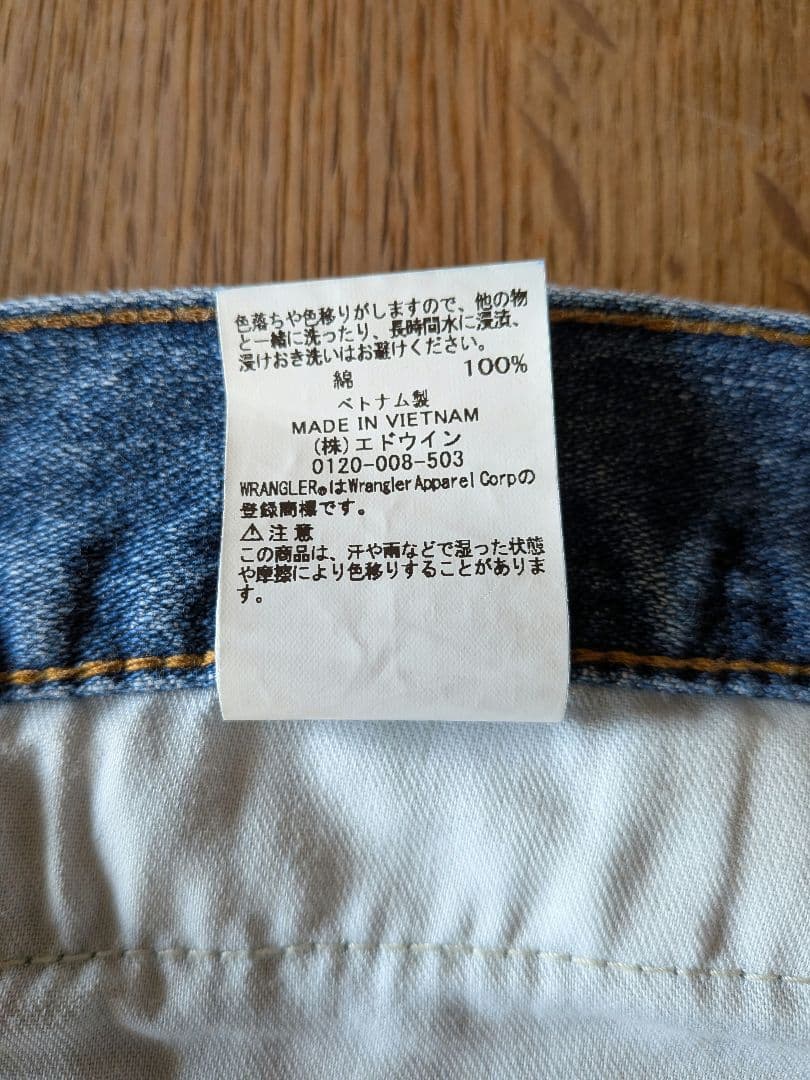 色落ちや色移りがしますので、他の物
と一緒に洗ったり、長時間水に浸漬、
浸けおき洗いはお避けください。
綿 100%
ベトナム製
MADE IN VIETNAM
(株)エドウイン
0120-008-503
WRANGLER®はWrangler Apparel Corpの
登録商標です。
⚠注意
この商品は、汗や雨などで湿った状態
や摩擦により色移りすることがありま
す。